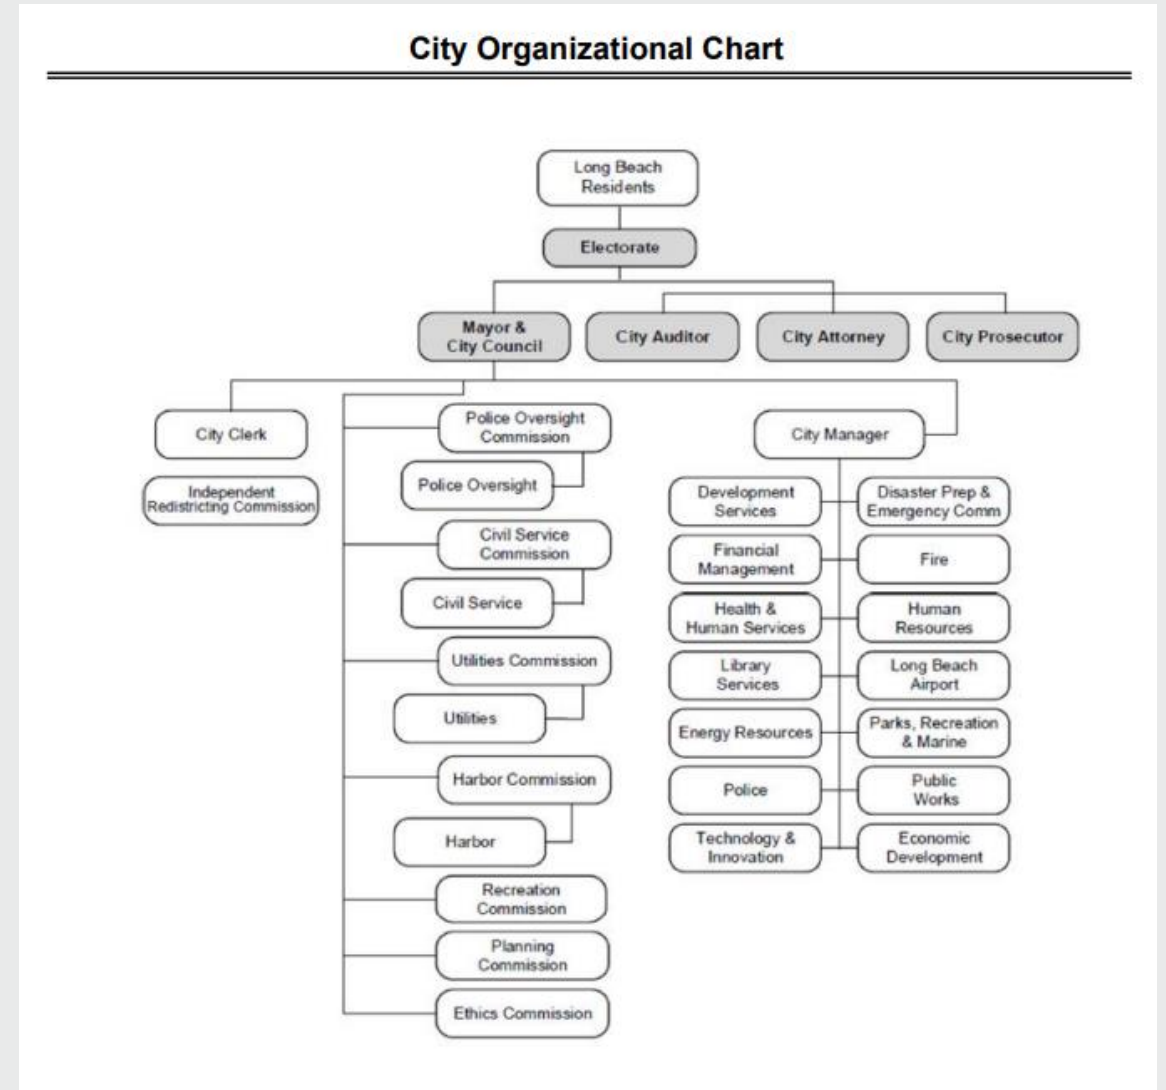 City Organizational Chart
Long Beach
Residents
Electorate
Mayor &
City Council
City Auditor
City Attorney
City Prosecutor
City Clerk
Independent
Redistricting Commission
Police Oversight
Commission
Police Oversight
Civil Service
Commission
Civil Service
Utilities Commission
Utilities
Harbor Commission
Harbor
Recreation
Commission
Planning
Commission
Ethics Commission
City Manager
Development
Services
Disaster Prep &
Emergency Comm
Financial
Management
Fire
Health &
Human Services
Human
Resources
Library
Services
Long Beach
Airport
Energy Resources
Parks, Recreation
& Marine
Police
Public
Works
Technology &
Innovation
Economic
Development